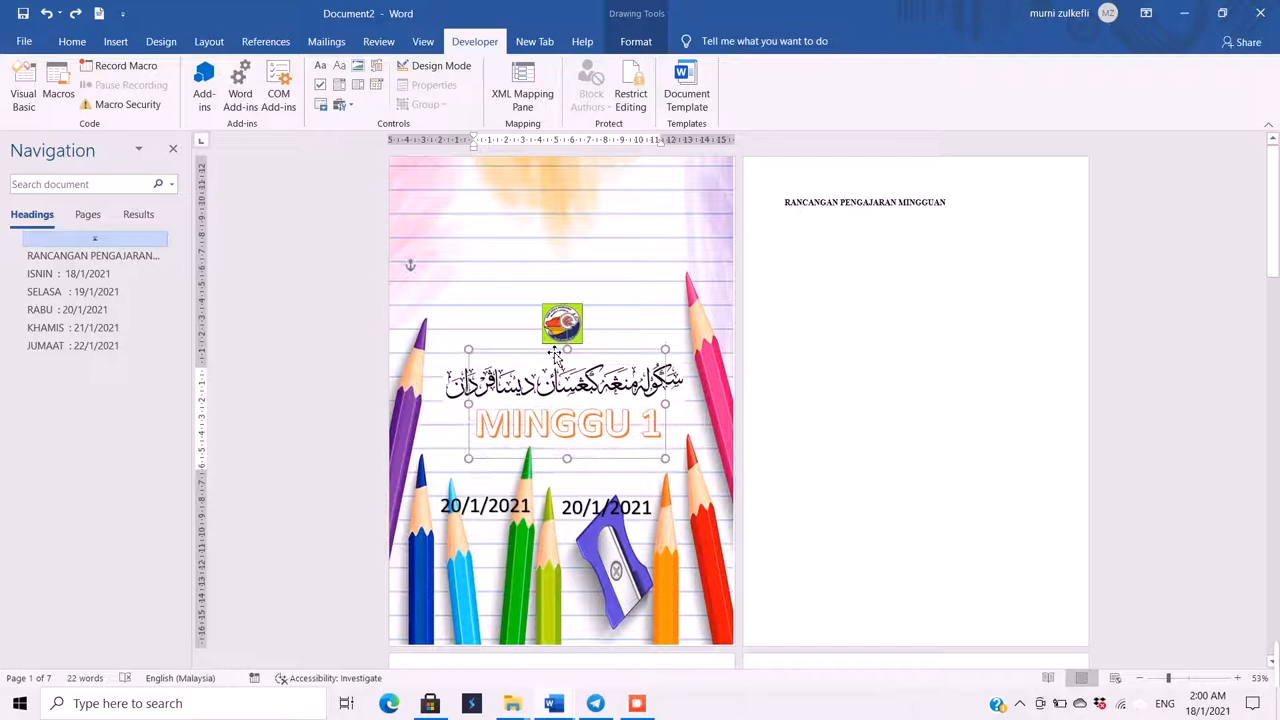 murni zulkefli
MZ
File Home Insert Design Layout References Mailings Review View Developer New Tab Help Format Tell me what you want to do
Share
Visual Basic
Macros
Record Macro
Pause Recording
Macro Security
Code
Add-ins
Word Add-ins
COM Add-ins
Add-ins
Aa Aa
Design Mode
Properties
Group
Controls
XML Mapping Pane
Mapping
Block Authors
Restrict Editing
Protect
Document Template
Templates
Navigation
Search document
Headings Pages Results
RANCANGAN PENGAJARAN...
ISNIN : 18/1/2021
SELASA : 19/1/2021
RABU : 20/1/2021
KHAMIS : 21/1/2021
JUMAAT : 22/1/2021
MINGGU 1
20/1/2021 20/1/2021
RANCANGAN PENGAJARAN MINGGUAN
Page 1 of 7 22 words English (Malaysia) Accessibility: Investigate
53%
Type here to search
ENG
2:00 AM
18/1/2021